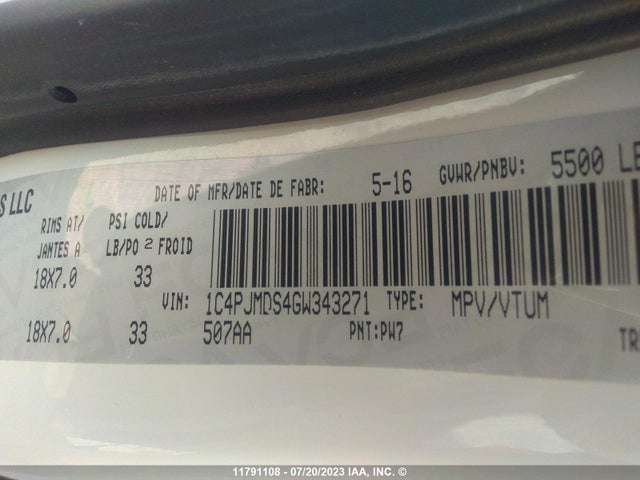 S LLC
DATE OF MFR/DATE DE FABR: 5-16 GVWR/PNBV: 5500 LB
RIMS AT/ PSI COLD/
JANTES A LB/PO 2 FROID
18X7.0 33
VIN: 1C4PJMDS4GW343271 TYPE: MPV/VTUM
18X7.0 33 507AA PNT:PW7
TR
11791108 - 07/20/2023 © IAA, INC. ©